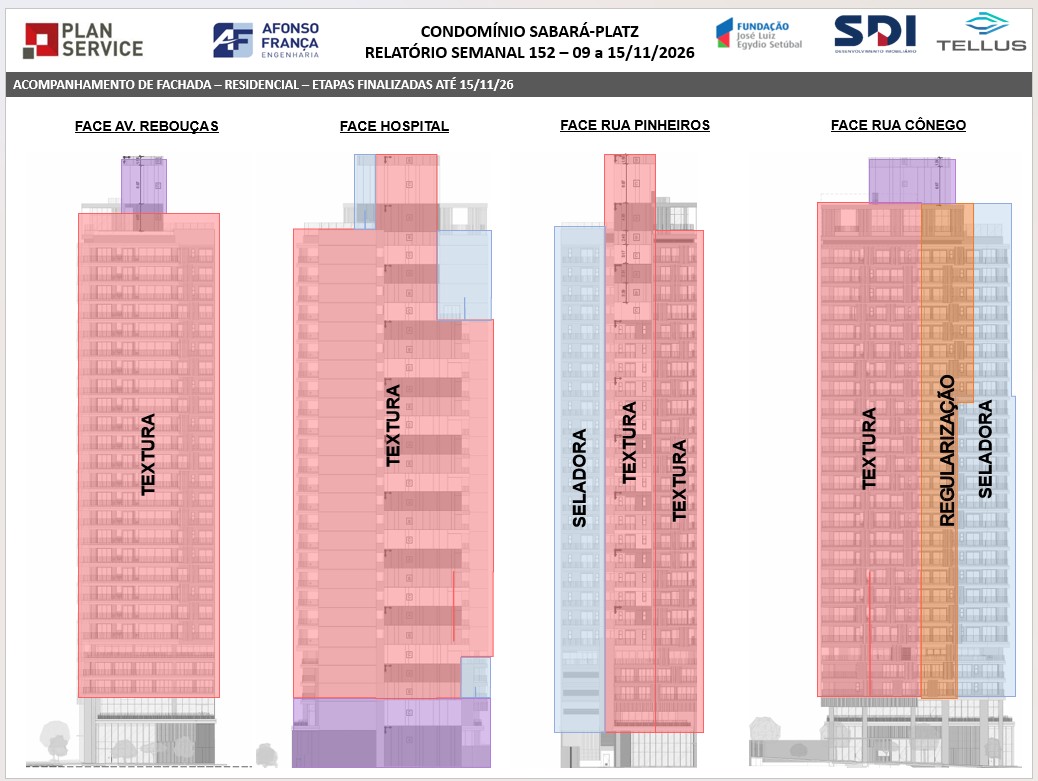 PLAN
SERVICE
AF
AFONSO
FRANÇA
ENGENHARIA
CONDOMÍNIO SABARÁ-PLATZ
RELATÓRIO SEMANAL 152 – 09 a 15/11/2026
FUNDAÇÃO
José Luiz
Egydio Setúbal
SDI
DESENVOLVIMENTO IMOBILIÁRIO
TELLUS
ACOMPANHAMENTO DE FACHADA – RESIDENCIAL – ETAPAS FINALIZADAS ATÉ 15/11/26
FACE AV. REBOUÇAS
FACE HOSPITAL
FACE RUA PINHEIROS
FACE RUA CÔNEGO
TEXTURA
TEXTURA
SELADORA
TEXTURA
TEXTURA
TEXTURA
REGULARIZAÇÃO
SELADORA